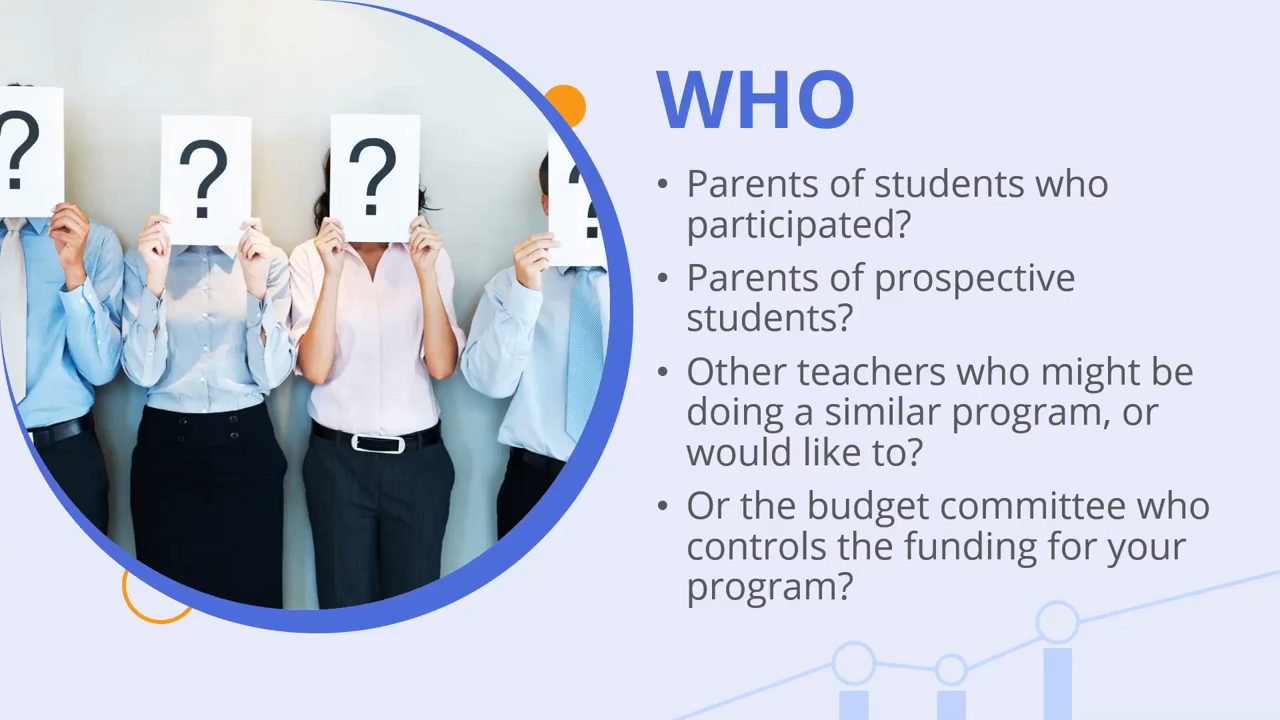 ?
?
?
?
WHO
• Parents of students who
participated?
• Parents of prospective
students?
• Other teachers who might be
doing a similar program, or
would like to?
• Or the budget committee who
controls the funding for your
program?